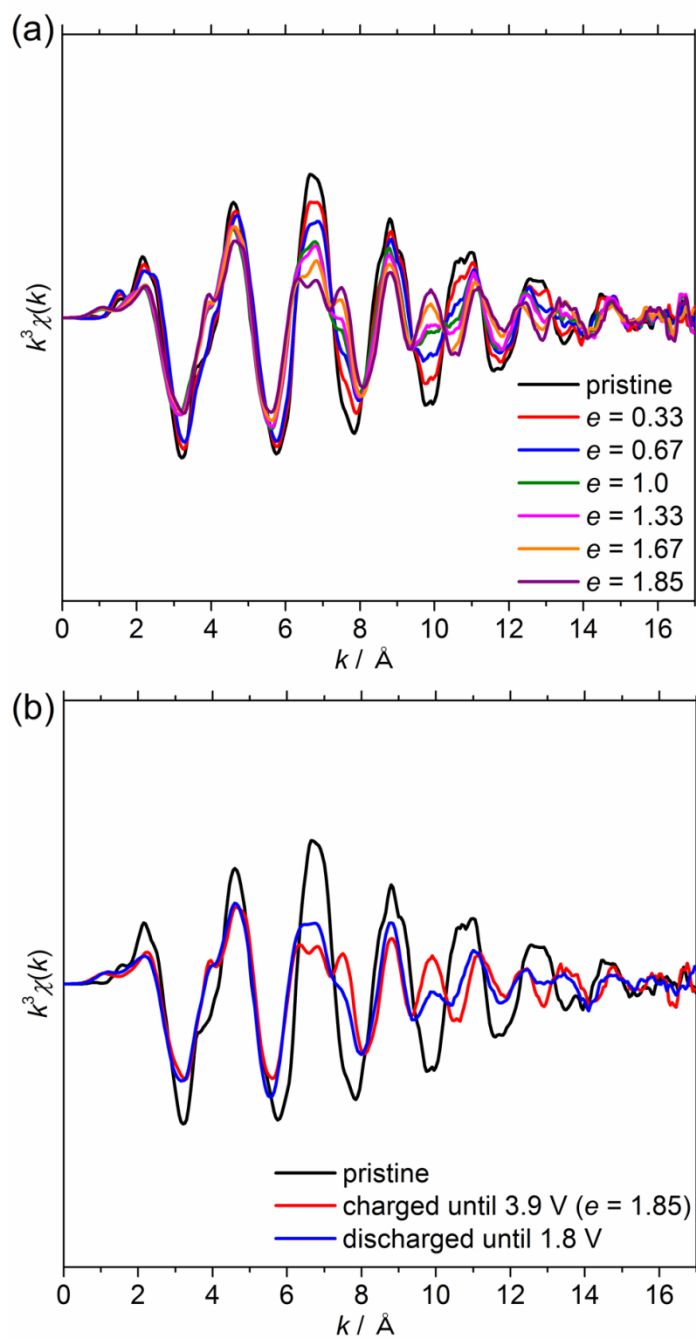 (a)
k³χ(k)
pristine
e = 0.33
e = 0.67
e = 1.0
e = 1.33
e = 1.67
e = 1.85
0 2 4 6 8 10 12 14 16
k / Å
(b)
k³χ(k)
pristine
charged until 3.9 V (e = 1.85)
discharged until 1.8 V
0 2 4 6 8 10 12 14 16
k / Å